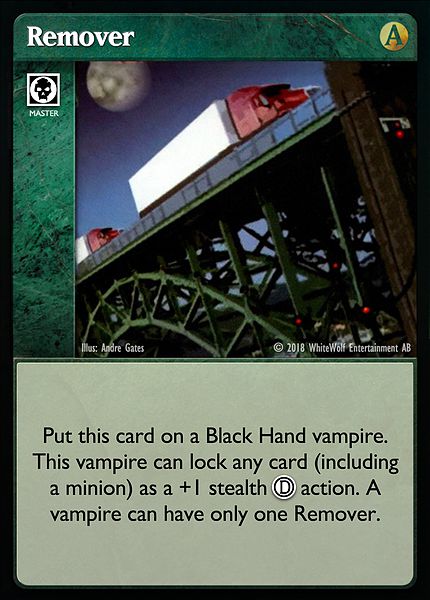 Remover
A
MASTER
Illus: Andre Gates
© 2018 WhiteWolf Entertainment AB
Put this card on a Black Hand vampire.
This vampire can lock any card (including
a minion) as a +1 stealth Ⓓ action. A
vampire can have only one Remover.